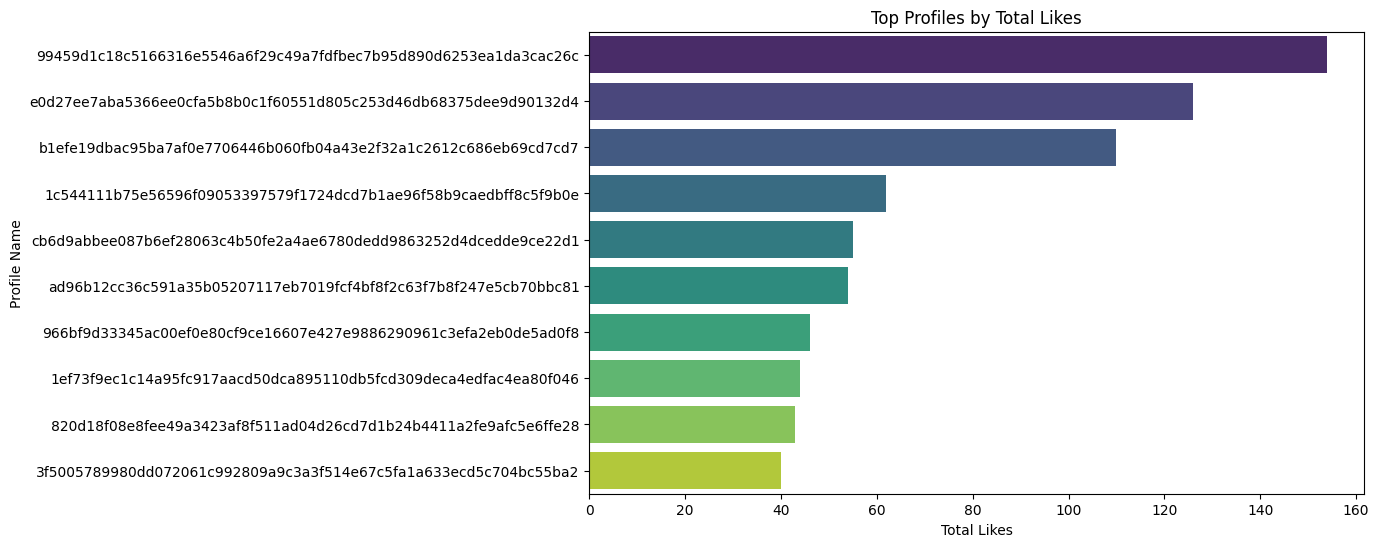 Top Profiles by Total Likes
Profile Name
99459d1c18c5166316e5546a6f29c49a7fdfbec7b95d890d6253ea1da3cac26c
e0d27ee7aba5366ee0cfa5b8b0c1f60551d805c253d46db68375dee9d90132d4
b1efe19dbac95ba7af0e7706446b060fb04a43e2f32a1c2612c686eb69cd7cd7
1c544111b75e56596f09053397579f1724dcd7b1ae96f58b9caedbff8c5f9b0e
cb6d9abbee087b6ef28063c4b50fe2a4ae6780dedd9863252d4dcedde9ce22d1
ad96b12cc36c591a35b05207117eb7019fcf4bf8f2c63f7b8f247e5cb70bbc81
966bf9d33345ac00ef0e80cf9ce16607e427e9886290961c3efa2eb0de5ad0f8
1ef73f9ec1c14a95fc917aacd50dca895110db5fcd309deca4edfac4ea80f046
820d18f08e8fee49a3423af8f511ad04d26cd7d1b24b4411a2fe9afc5e6ffe28
3f5005789980dd072061c992809a9c3a3f514e67c5fa1a633ecd5c704bc55ba2
0 20 40 60 80 100 120 140 160
Total Likes